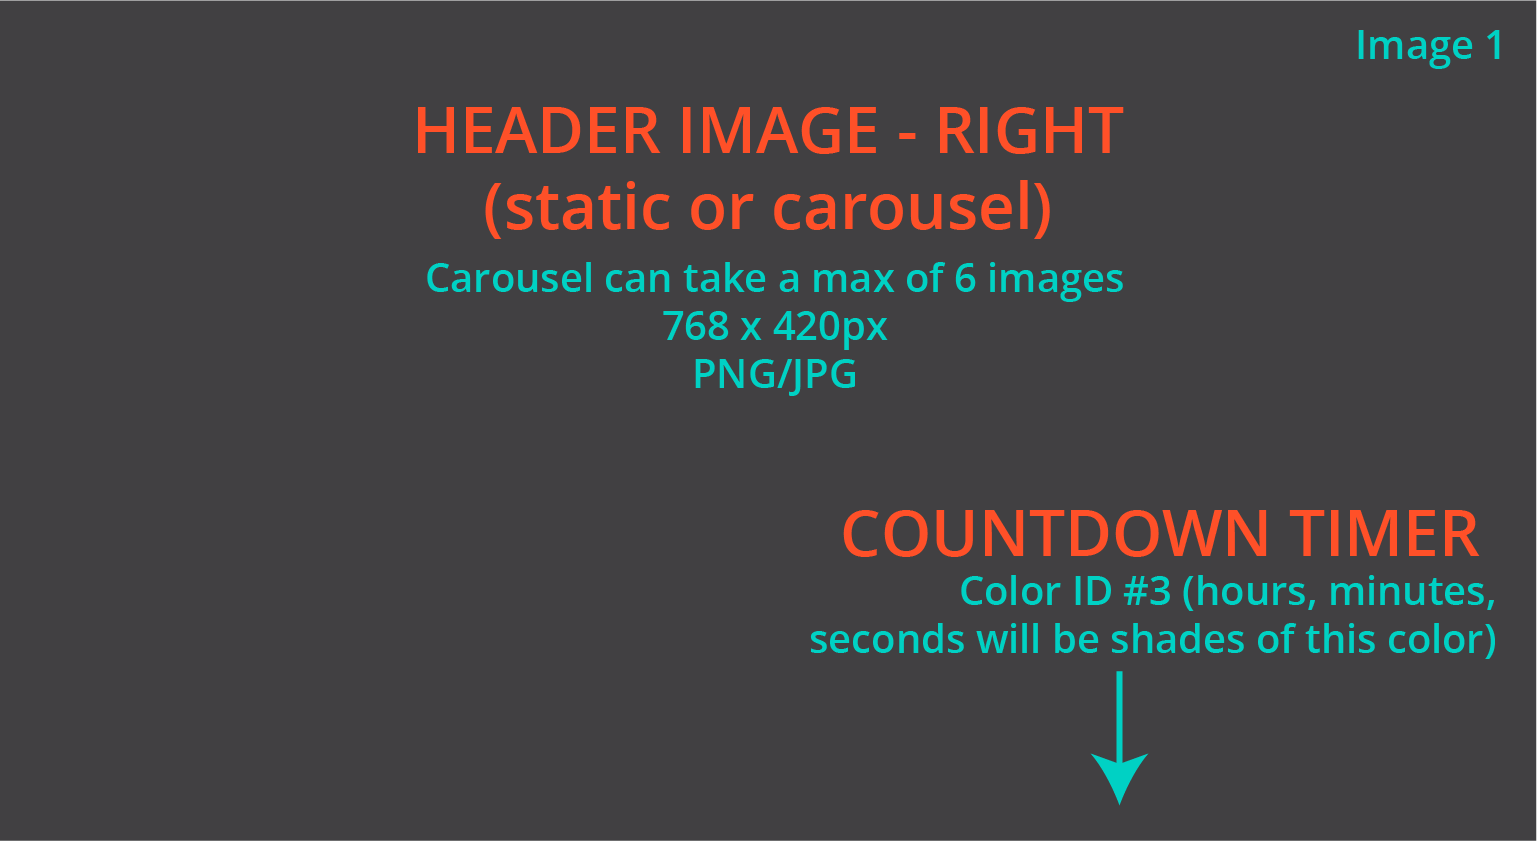 Image 1
HEADER IMAGE - RIGHT
(static or carousel)
Carousel can take a max of 6 images
768 x 420px
PNG/JPG
COUNTDOWN TIMER
Color ID #3 (hours, minutes,
seconds will be shades of this color)